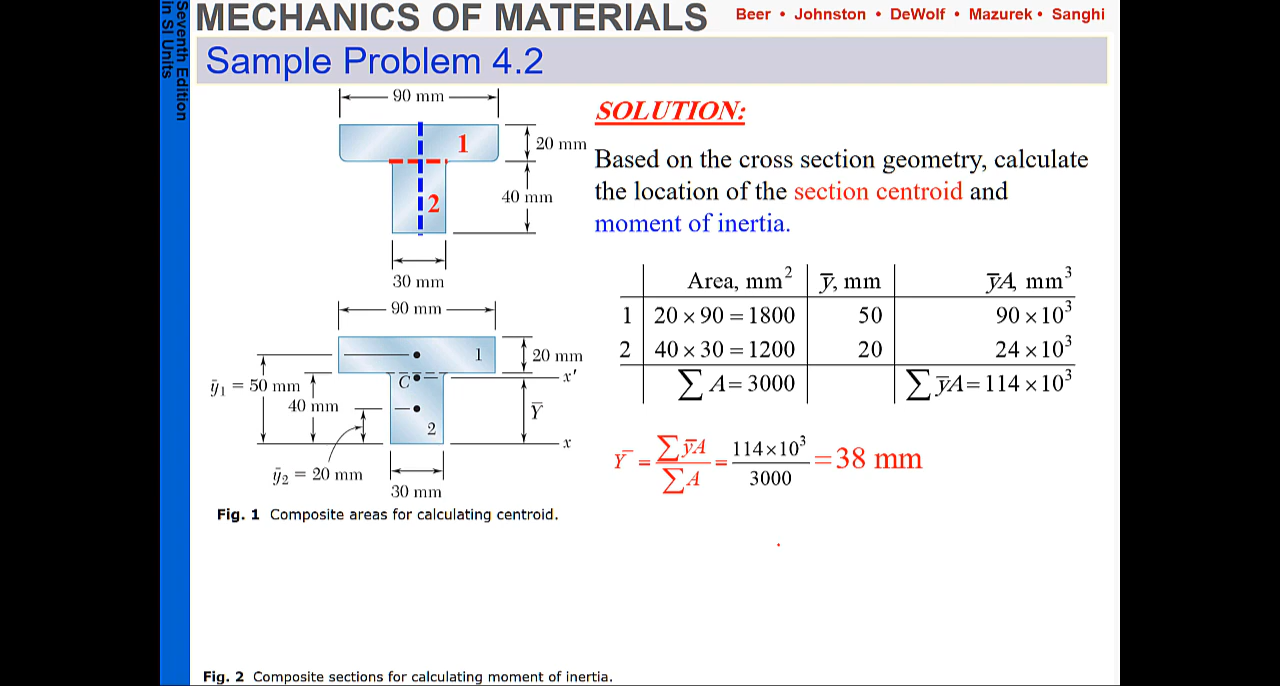 Seventh Edition
in SI Units
MECHANICS OF MATERIALS
Beer • Johnston • DeWolf • Mazurek • Sanghi
Sample Problem 4.2
90 mm
1
20 mm
2
40 mm
30 mm
90 mm
1
20 mm
x'
C
ȳ₁ = 50 mm
40 mm
Y̅
2
x
ȳ₂ = 20 mm
30 mm
Fig. 1 Composite areas for calculating centroid.
SOLUTION:
Based on the cross section geometry, calculate
the location of the section centroid and
moment of inertia.
Area, mm² y̅, mm y̅A, mm³
1 20 × 90 = 1800 50 90 × 10³
2 40 × 30 = 1200 20 24 × 10³
∑ A = 3000 ∑ y̅A = 114 × 10³
Y̅ = ∑ y̅A / ∑ A = 114×10³ / 3000 = 38 mm
Fig. 2 Composite sections for calculating moment of inertia.